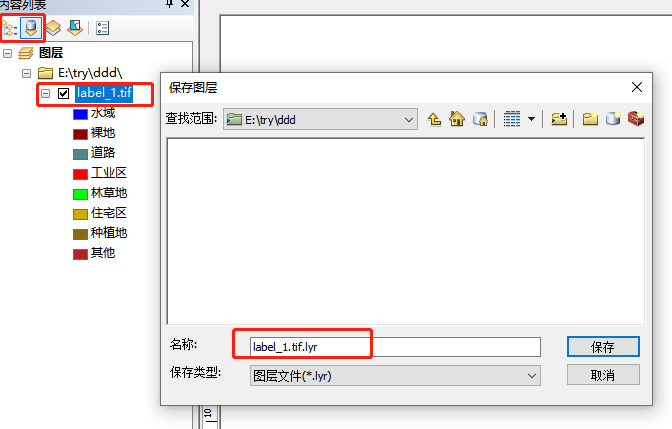 内容列表
图层
E:\try\ddd\
label_1.tif
水域
裸地
道路
工业区
林草地
住宅区
种植地
其他
保存图层
查找范围:
E:\try\ddd
名称:
label_1.tif.lyr
保存
保存类型:
图层文件(*.lyr)
取消
10